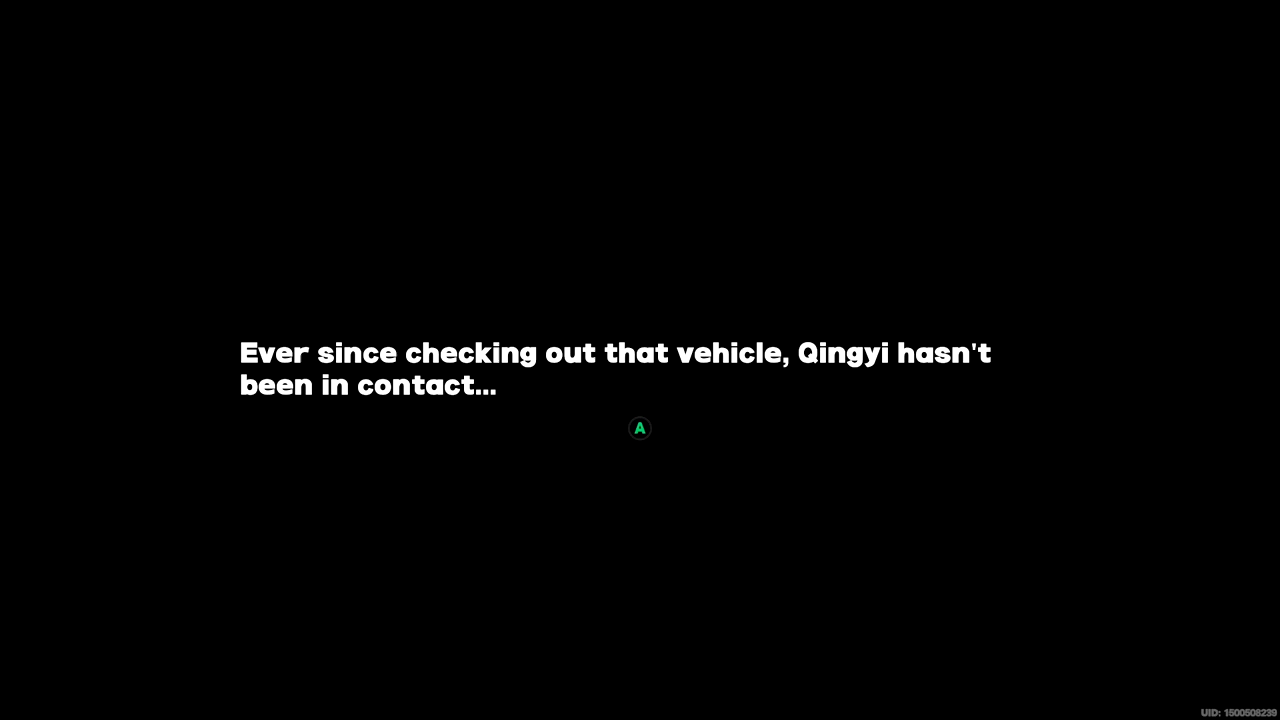 Ever since checking out that vehicle, Qingyi hasn't
been in contact...
A
UID: 1500508239